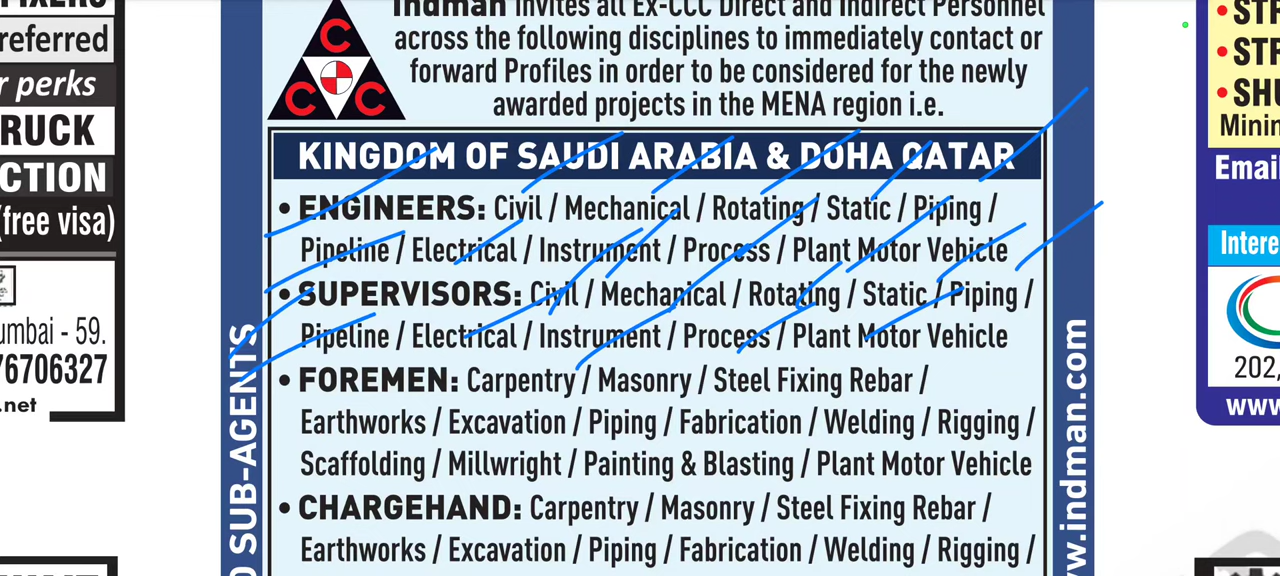 referred
r perks
RUCK
CTION
(free visa)
umbai - 59.
76706327
.net
SUB-AGENTS
C
C C
Indman invites all Ex-CCC Direct and Indirect Personnel
across the following disciplines to immediately contact or
forward Profiles in order to be considered for the newly
awarded projects in the MENA region i.e.
KINGDOM OF SAUDI ARABIA & DOHA QATAR
• ENGINEERS: Civil / Mechanical / Rotating / Static / Piping /
Pipeline / Electrical / Instrument / Process / Plant Motor Vehicle
• SUPERVISORS: Civil / Mechanical / Rotating / Static / Piping /
Pipeline / Electrical / Instrument / Process / Plant Motor Vehicle
• FOREMEN: Carpentry / Masonry / Steel Fixing Rebar /
Earthworks / Excavation / Piping / Fabrication / Welding / Rigging /
Scaffolding / Millwright / Painting & Blasting / Plant Motor Vehicle
• CHARGEHAND: Carpentry / Masonry / Steel Fixing Rebar /
Earthworks / Excavation / Piping / Fabrication / Welding / Rigging /
w.indman.com
• STR
• SHU
Minin
Email
Intere
202,
www